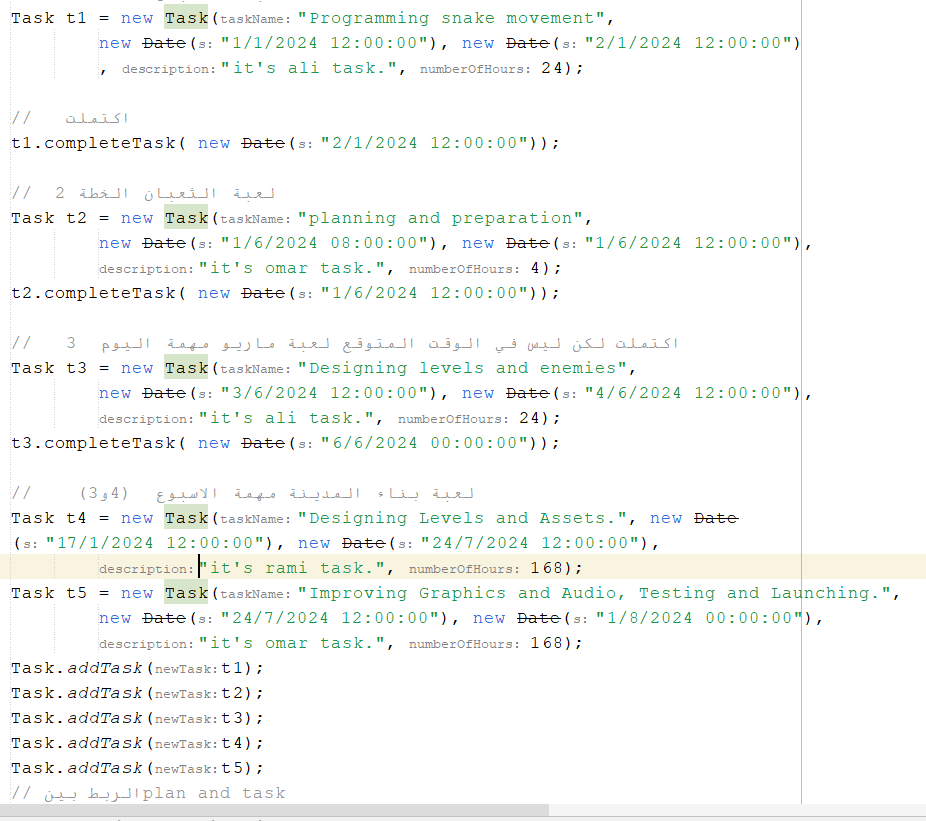 Task t1 = new Task( taskName: "Programming snake movement",
new Date( s: "1/1/2024 12:00:00"), new Date( s: "2/1/2024 12:00:00")
, description: "it's ali task.", numberOfHours: 24);
// اكتملت
t1.completeTask( new Date( s: "2/1/2024 12:00:00"));
// لعبة الثعبان الخطة 2
Task t2 = new Task( taskName: "planning and preparation",
new Date( s: "1/6/2024 08:00:00"), new Date( s: "1/6/2024 12:00:00"),
description: "it's omar task.", numberOfHours: 4);
t2.completeTask( new Date( s: "1/6/2024 12:00:00"));
// اكتملت لكن ليس في الوقت المتوقع لعبة ماريو مهمة اليوم 3
Task t3 = new Task( taskName: "Designing levels and enemies",
new Date( s: "3/6/2024 12:00:00"), new Date( s: "4/6/2024 12:00:00"),
description: "it's ali task.", numberOfHours: 24);
t3.completeTask( new Date( s: "6/6/2024 00:00:00"));
// لعبة بناء المدينة مهمة الاسبوع (3و4)
Task t4 = new Task( taskName: "Designing Levels and Assets.", new Date
( s: "17/1/2024 12:00:00"), new Date( s: "24/7/2024 12:00:00"),
description: "it's rami task.", numberOfHours: 168);
Task t5 = new Task( taskName: "Improving Graphics and Audio, Testing and Launching.",
new Date( s: "24/7/2024 12:00:00"), new Date( s: "1/8/2024 00:00:00"),
description: "it's omar task.", numberOfHours: 168);
Task.addTask( newTask: t1);
Task.addTask( newTask: t2);
Task.addTask( newTask: t3);
Task.addTask( newTask: t4);
Task.addTask( newTask: t5);
// الربط بين plan and task